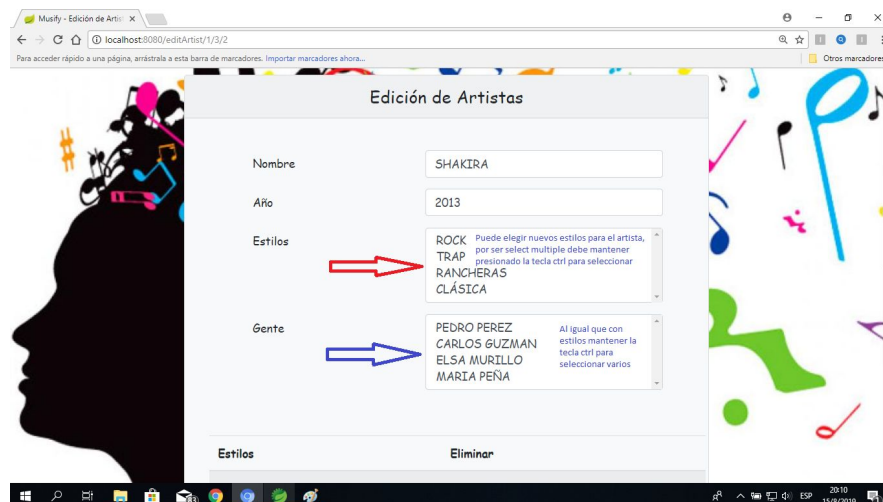 Musify - Edición de Artis
localhost:8080/editArtist/1/3/2
Para acceder rápido a una página, arrástrala a esta barra de marcadores. Importar marcadores ahora...
Otros marcadores
Edición de Artistas
Nombre
SHAKIRA
Año
2013
Estilos
ROCK
TRAP
RANCHERAS
CLÁSICA
Puede elegir nuevos estilos para el artista,
por ser select multiple debe mantener
presionado la tecla ctrl para seleccionar
Gente
PEDRO PEREZ
CARLOS GUZMAN
ELSA MURILLO
MARIA PEÑA
Al igual que con
estilos mantener la
tecla ctrl para
seleccionar varios
Estilos Eliminar
ESP
20:10
15/8/2019